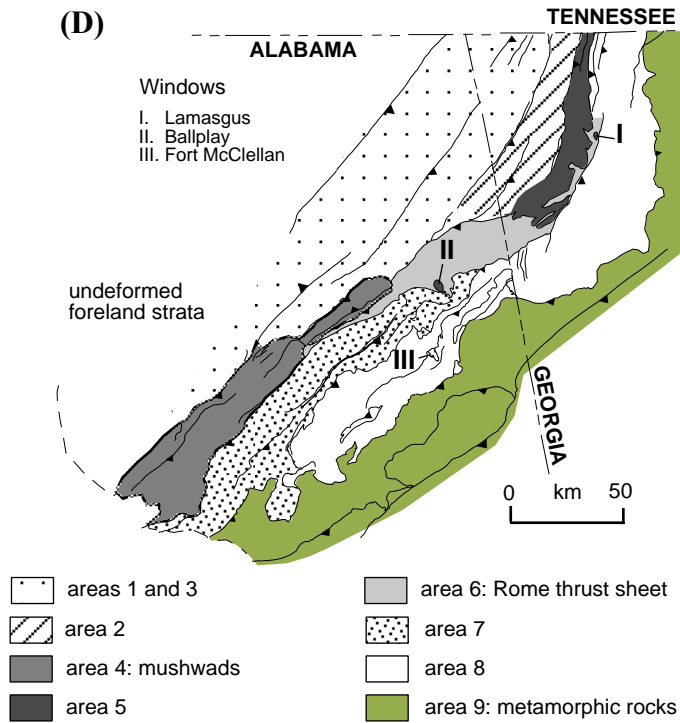 (D)
TENNESSEE
ALABAMA
Windows
I. Lamasgus
II. Ballplay
III. Fort McClellan
I
II
undeformed
foreland strata
III
GEORGIA
0 km 50
areas 1 and 3
area 2
area 4: mushwads
area 5
area 6: Rome thrust sheet
area 7
area 8
area 9: metamorphic rocks